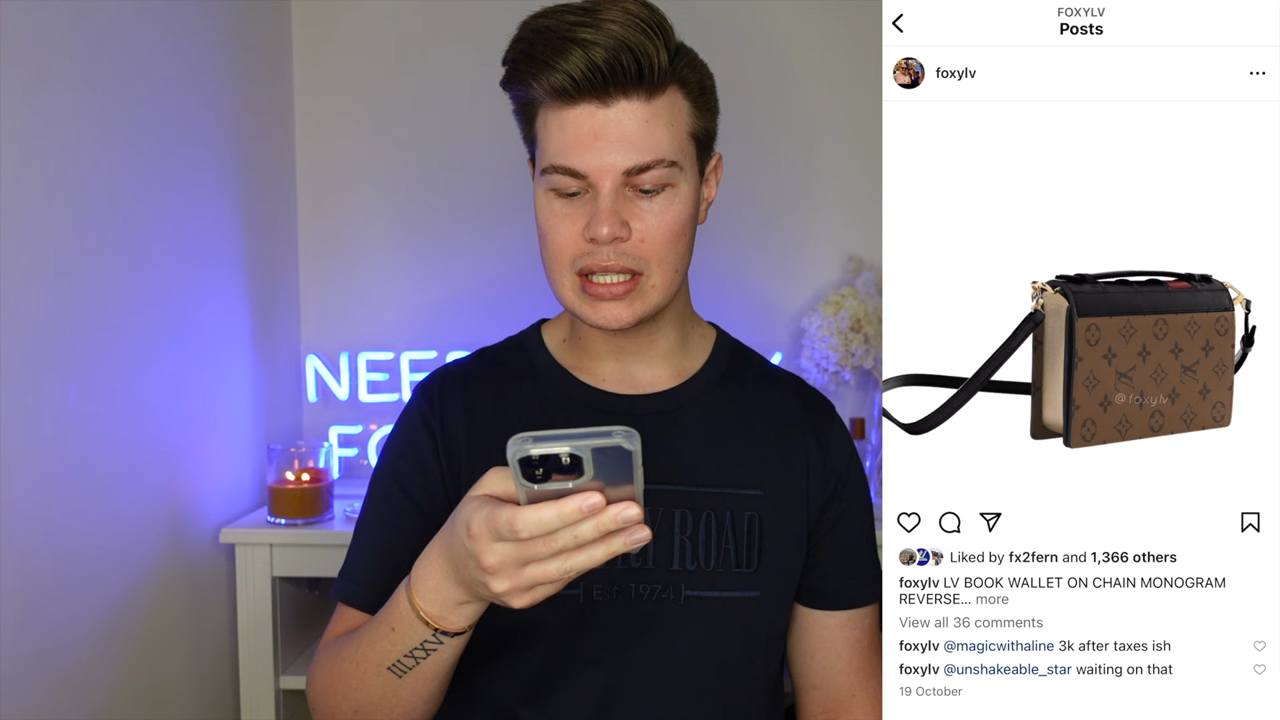 NEE
FO
ROAD
[ Est. 1974 ]
III.XXV
FOXYLV
Posts
foxylv
@foxylv
Liked by fx2fern and 1,366 others
foxylv LV BOOK WALLET ON CHAIN MONOGRAM
REVERSE... more
View all 36 comments
foxylv @magicwithaline 3k after taxes ish
foxylv @unshakeable_star waiting on that
19 October